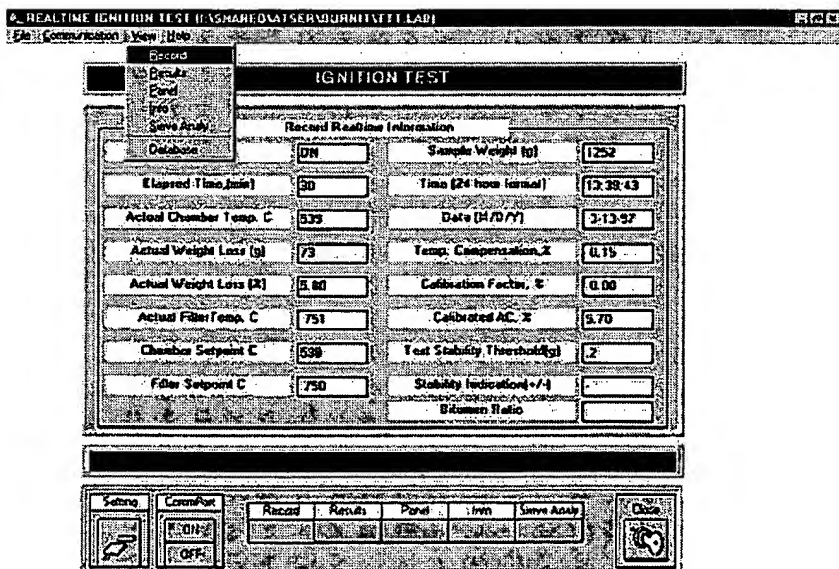 REALTIME IGNITION TEST
File Communication View Help
Record
Results
Panel
Info
Sieve Analy
Database
IGNITION TEST
Record Realtime Information
ON
Sample Weight (g) 1252
Elapsed Time,(min) 30
Time (24 hour format) 13:39:43
Actual Chamber Temp. C 539
Date (M/D/Y) 3-13-97
Actual Weight Loss (g) 73
Temp. Compensation,% 0.15
Actual Weight Loss (%) 5.80
Calibration Factor, % 0.00
Actual FilterTemp. C 751
Calibrated AC, % 5.70
Chamber Setpoint C 539
Test Stability Threshold(g) .2
Filter Setpoint C 750
Stability Indication(+/-) -
Bitumen Ratio
Setting CommPort Record Results Panel Info Sieve Analy Close
ON
OFF